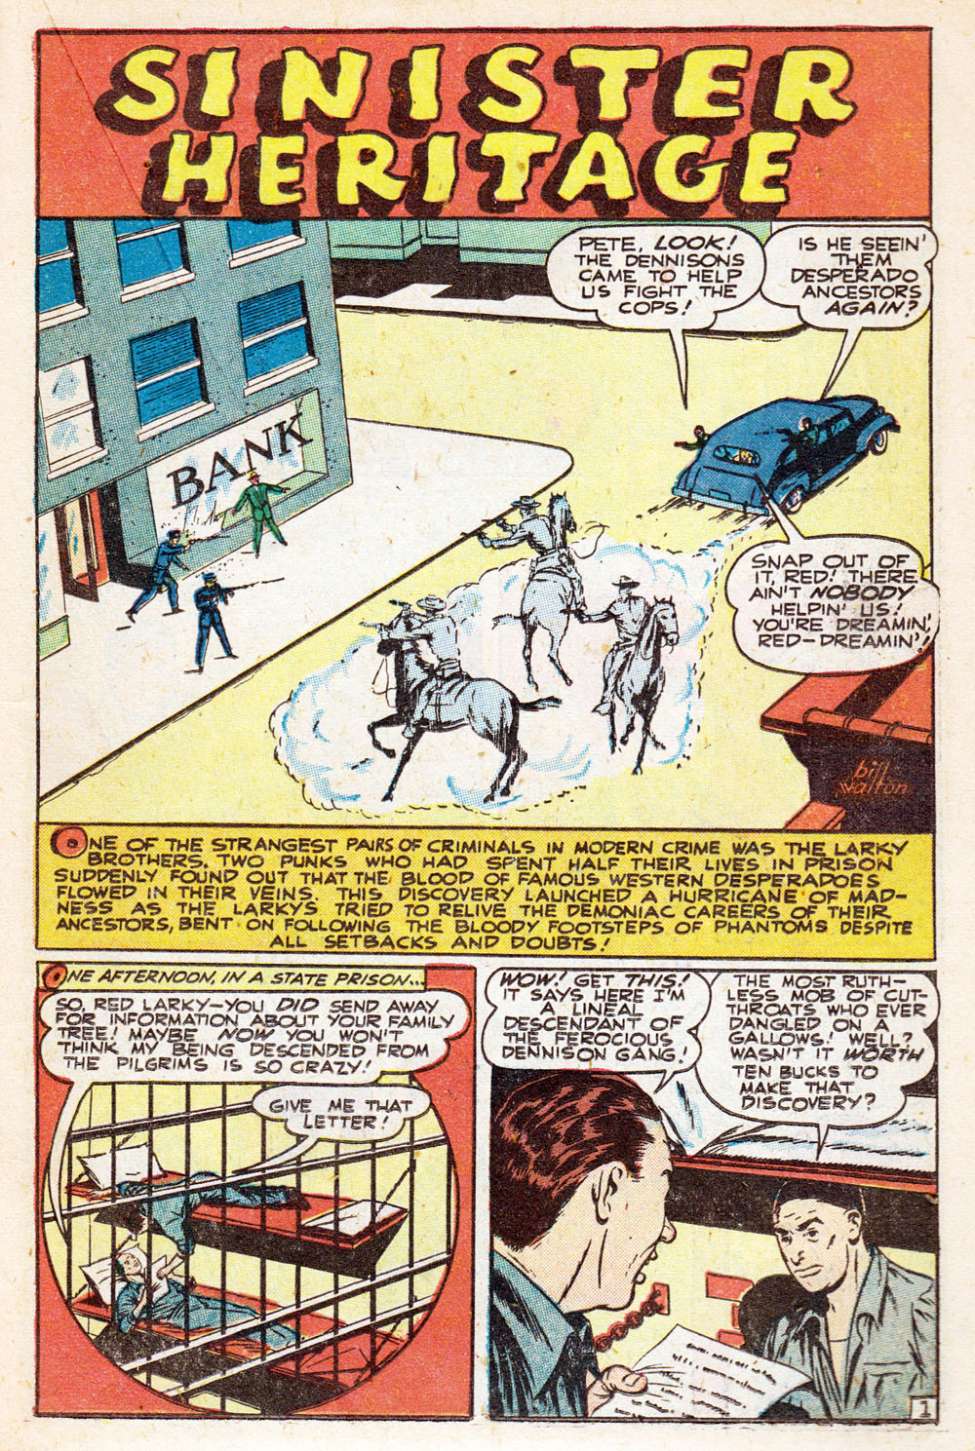 SINISTER
HERITAGE
PETE, LOOK!
THE DENNISONS
CAME TO HELP
US FIGHT THE
COPS!
IS HE SEEIN'
THEM
DESPERADO
ANCESTORS
AGAIN?
BANK
SNAP OUT OF
IT, RED! THERE
AIN'T NOBODY
HELPIN' US!
YOU'RE DREAMIN',
RED-DREAMIN'!
bill
Walton
ONE OF THE STRANGEST PAIRS OF CRIMINALS IN MODERN CRIME WAS THE LARKY
BROTHERS. TWO PUNKS WHO HAD SPENT HALF THEIR LIVES IN PRISON
SUDDENLY FOUND OUT THAT THE BLOOD OF FAMOUS WESTERN DESPERADOES
FLOWED IN THEIR VEINS. THIS DISCOVERY LAUNCHED A HURRICANE OF MAD-
NESS AS THE LARKY'S TRIED TO RELIVE THE DEMONIAC CAREERS OF THEIR
ANCESTORS, BENT ON FOLLOWING THE BLOODY FOOTSTEPS OF PHANTOMS DESPITE
ALL SETBACKS AND DOUBTS!
ONE AFTERNOON, IN A STATE PRISON...
SO, RED LARKY-YOU DID SEND AWAY
FOR INFORMATION ABOUT YOUR FAMILY
TREE! MAYBE NOW YOU WON'T
THINK MY BEING DESCENDED FROM
THE PILGRIMS IS SO CRAZY!
GIVE ME THAT
LETTER!
WOW! GET THIS!
IT SAYS HERE I'M
A LINEAL
DESCENDANT OF
THE FEROCIOUS
DENNISON GANG!
THE MOST RUTH-
LESS MOB OF CUT-
THROATS WHO EVER
DANGLED ON A
GALLOWS! WELL?
WASN'T IT WORTH
TEN BUCKS TO
MAKE THAT
DISCOVERY?
1